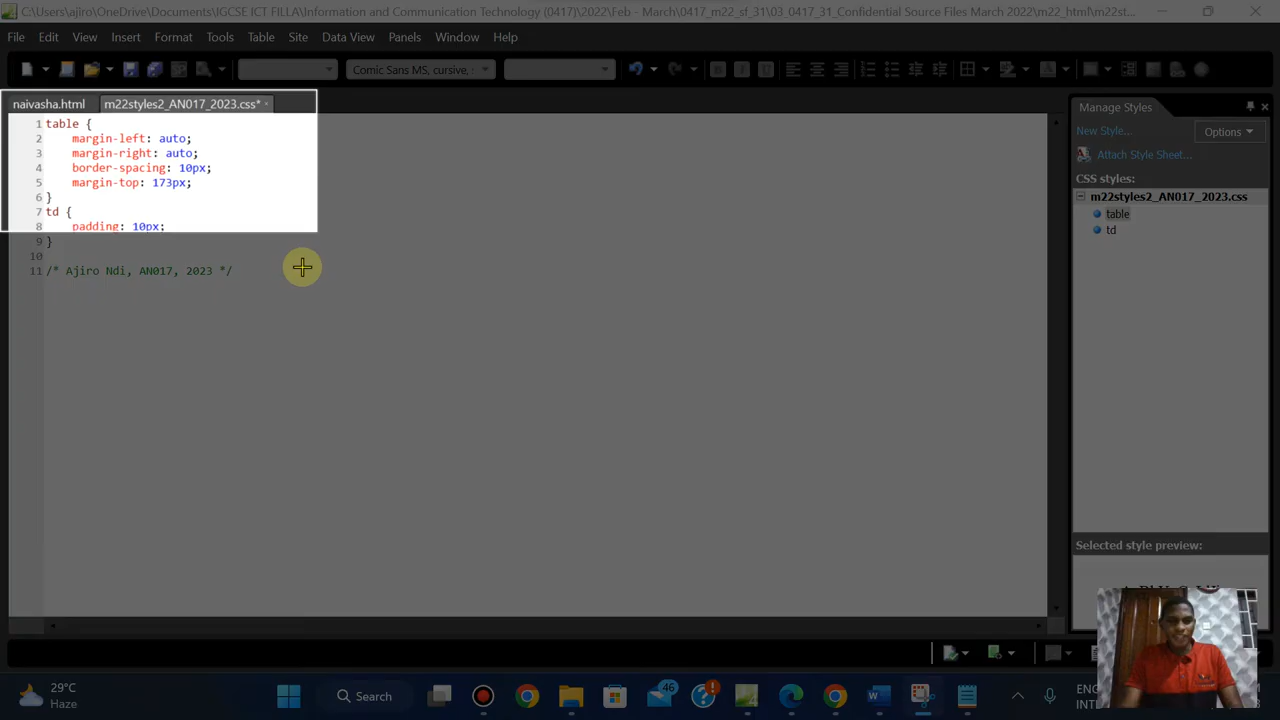 C:\Users\ajiro\OneDrive\Documents\IGCSE ICT FILLA\Information and Communication Technology (0417)\2022\Feb - March\0417_m22_sf_31\03_0417_31_Confidential Source Files March 2022\m22_html\m22st...
File Edit View Insert Format Tools Table Site Data View Panels Window Help
Comic Sans MS, cursive, :
naivasha.html m22styles2_AN017_2023.css*
1 table {
2 margin-left: auto;
3 margin-right: auto;
4 border-spacing: 10px;
5 margin-top: 173px;
6 }
7 td {
8 padding: 10px;
9 }
10
11 /* Ajiro Ndi, AN017, 2023 */
Manage Styles
New Style... Options
Attach Style Sheet...
CSS styles:
m22styles2_AN017_2023.css
table
td
Selected style preview:
29°C
Haze
Search
46
ENG